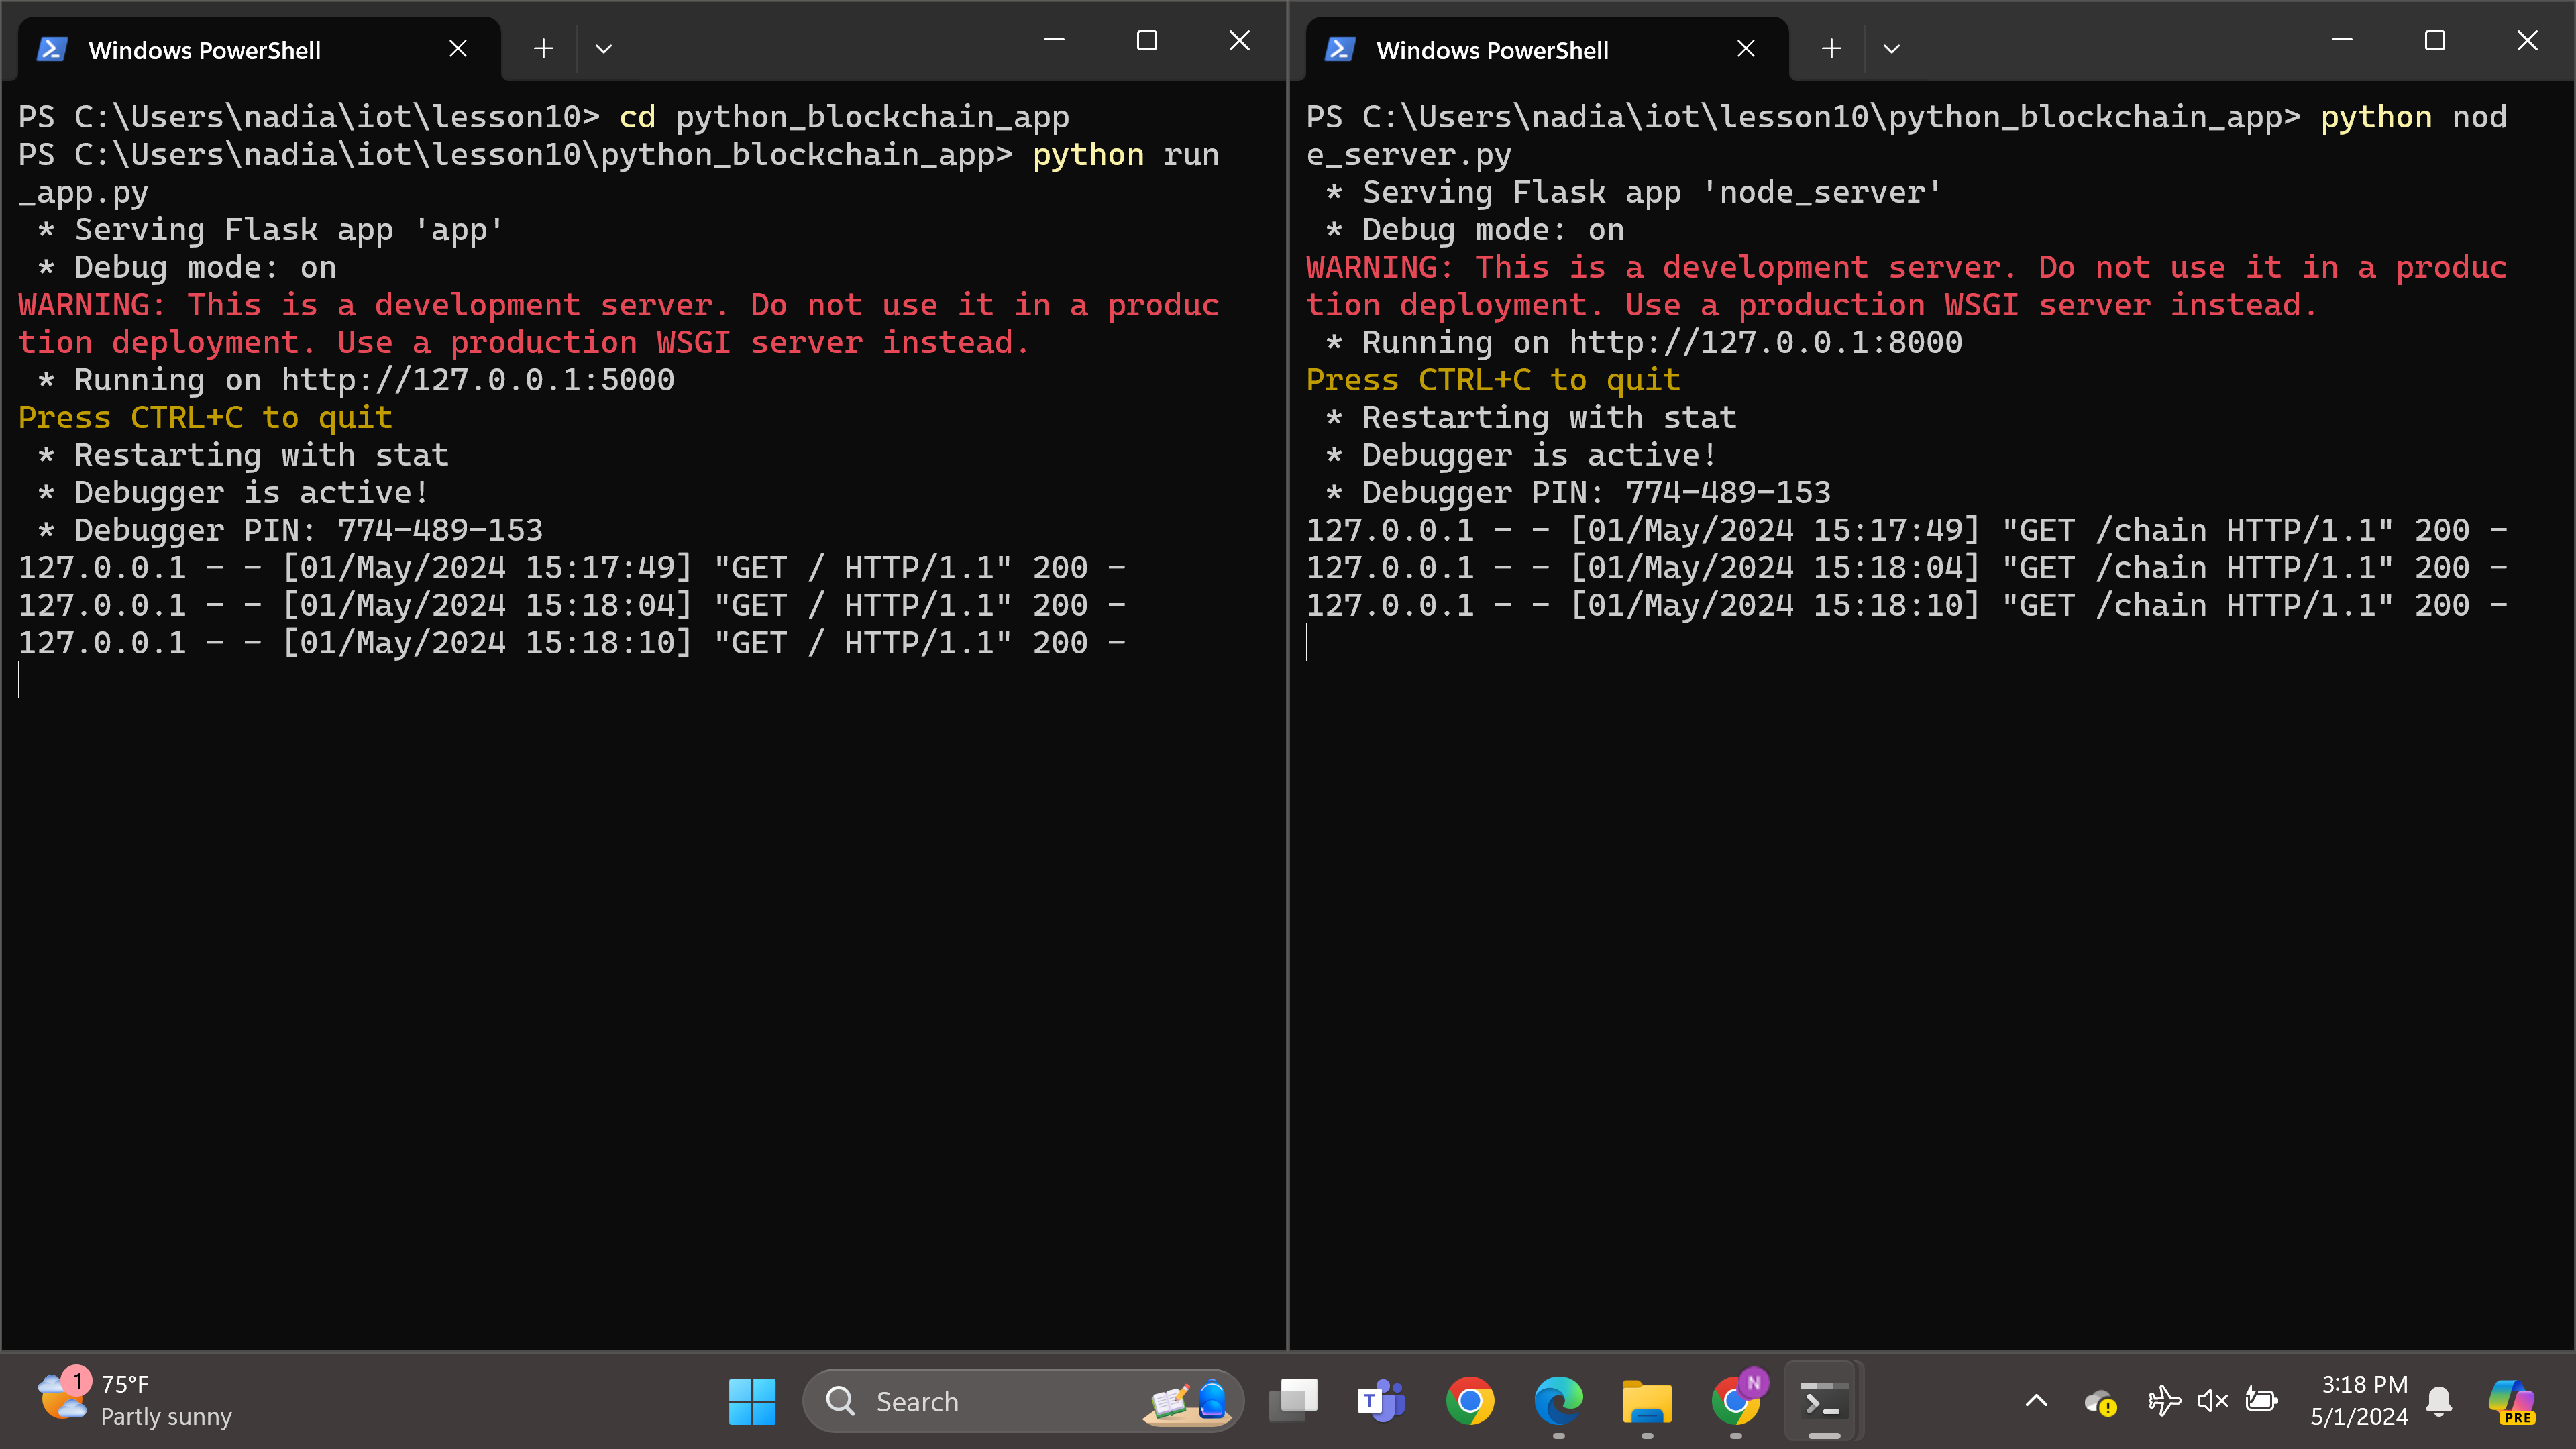 Windows PowerShell
PS C:\Users\nadia\iot\lesson10> cd python_blockchain_app
PS C:\Users\nadia\iot\lesson10\python_blockchain_app> python run
_app.py
 * Serving Flask app 'app'
 * Debug mode: on
WARNING: This is a development server. Do not use it in a produc
tion deployment. Use a production WSGI server instead.
 * Running on http://127.0.0.1:5000
Press CTRL+C to quit
 * Restarting with stat
 * Debugger is active!
 * Debugger PIN: 774-489-153
127.0.0.1 - - [01/May/2024 15:17:49] "GET / HTTP/1.1" 200 -
127.0.0.1 - - [01/May/2024 15:18:04] "GET / HTTP/1.1" 200 -
127.0.0.1 - - [01/May/2024 15:18:10] "GET / HTTP/1.1" 200 -
Windows PowerShell
PS C:\Users\nadia\iot\lesson10\python_blockchain_app> python nod
e_server.py
 * Serving Flask app 'node_server'
 * Debug mode: on
WARNING: This is a development server. Do not use it in a produc
tion deployment. Use a production WSGI server instead.
 * Running on http://127.0.0.1:8000
Press CTRL+C to quit
 * Restarting with stat
 * Debugger is active!
 * Debugger PIN: 774-489-153
127.0.0.1 - - [01/May/2024 15:17:49] "GET /chain HTTP/1.1" 200 -
127.0.0.1 - - [01/May/2024 15:18:04] "GET /chain HTTP/1.1" 200 -
127.0.0.1 - - [01/May/2024 15:18:10] "GET /chain HTTP/1.1" 200 -
1
75°F
Partly sunny
Search
T
N
3:18 PM
5/1/2024
PRE